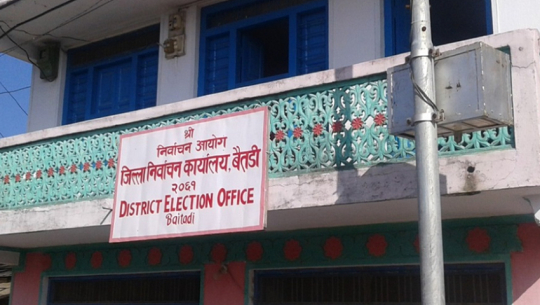 श्री
निर्वाचन आयोग
जिल्ला निर्वाचन कार्यालय, बैतडी
२०६१
DISTRICT ELECTION OFFICE
Baitadi